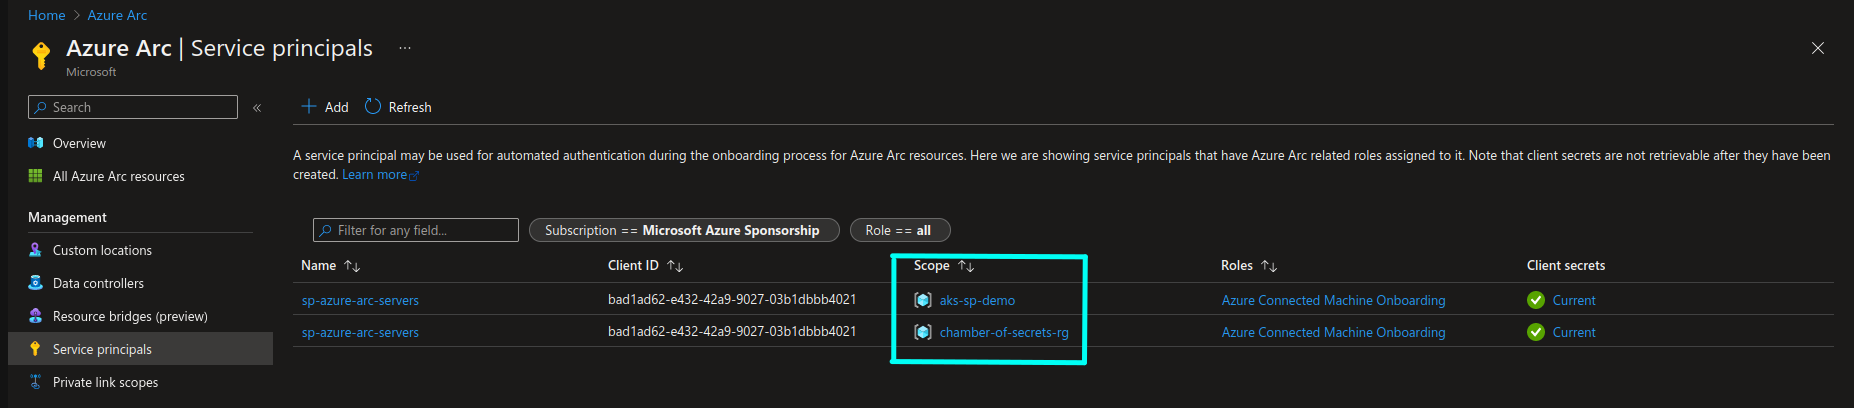 Home > Azure Arc
Azure Arc | Service principals ...
Microsoft
Search «
Overview
All Azure Arc resources
Management
Custom locations
Data controllers
Resource bridges (preview)
Service principals
Private link scopes
+ Add Refresh
A service principal may be used for automated authentication during the onboarding process for Azure Arc resources. Here we are showing service principals that have Azure Arc related roles assigned to it. Note that client secrets are not retrievable after they have been
created. Learn more
Filter for any field... Subscription == Microsoft Azure Sponsorship Role == all
Name ↑↓ Client ID ↑↓ Scope ↑↓ Roles ↑↓ Client secrets
sp-azure-arc-servers bad1ad62-e432-42a9-9027-03b1dbbb4021 aks-sp-demo Azure Connected Machine Onboarding Current
sp-azure-arc-servers bad1ad62-e432-42a9-9027-03b1dbbb4021 chamber-of-secrets-rg Azure Connected Machine Onboarding Current